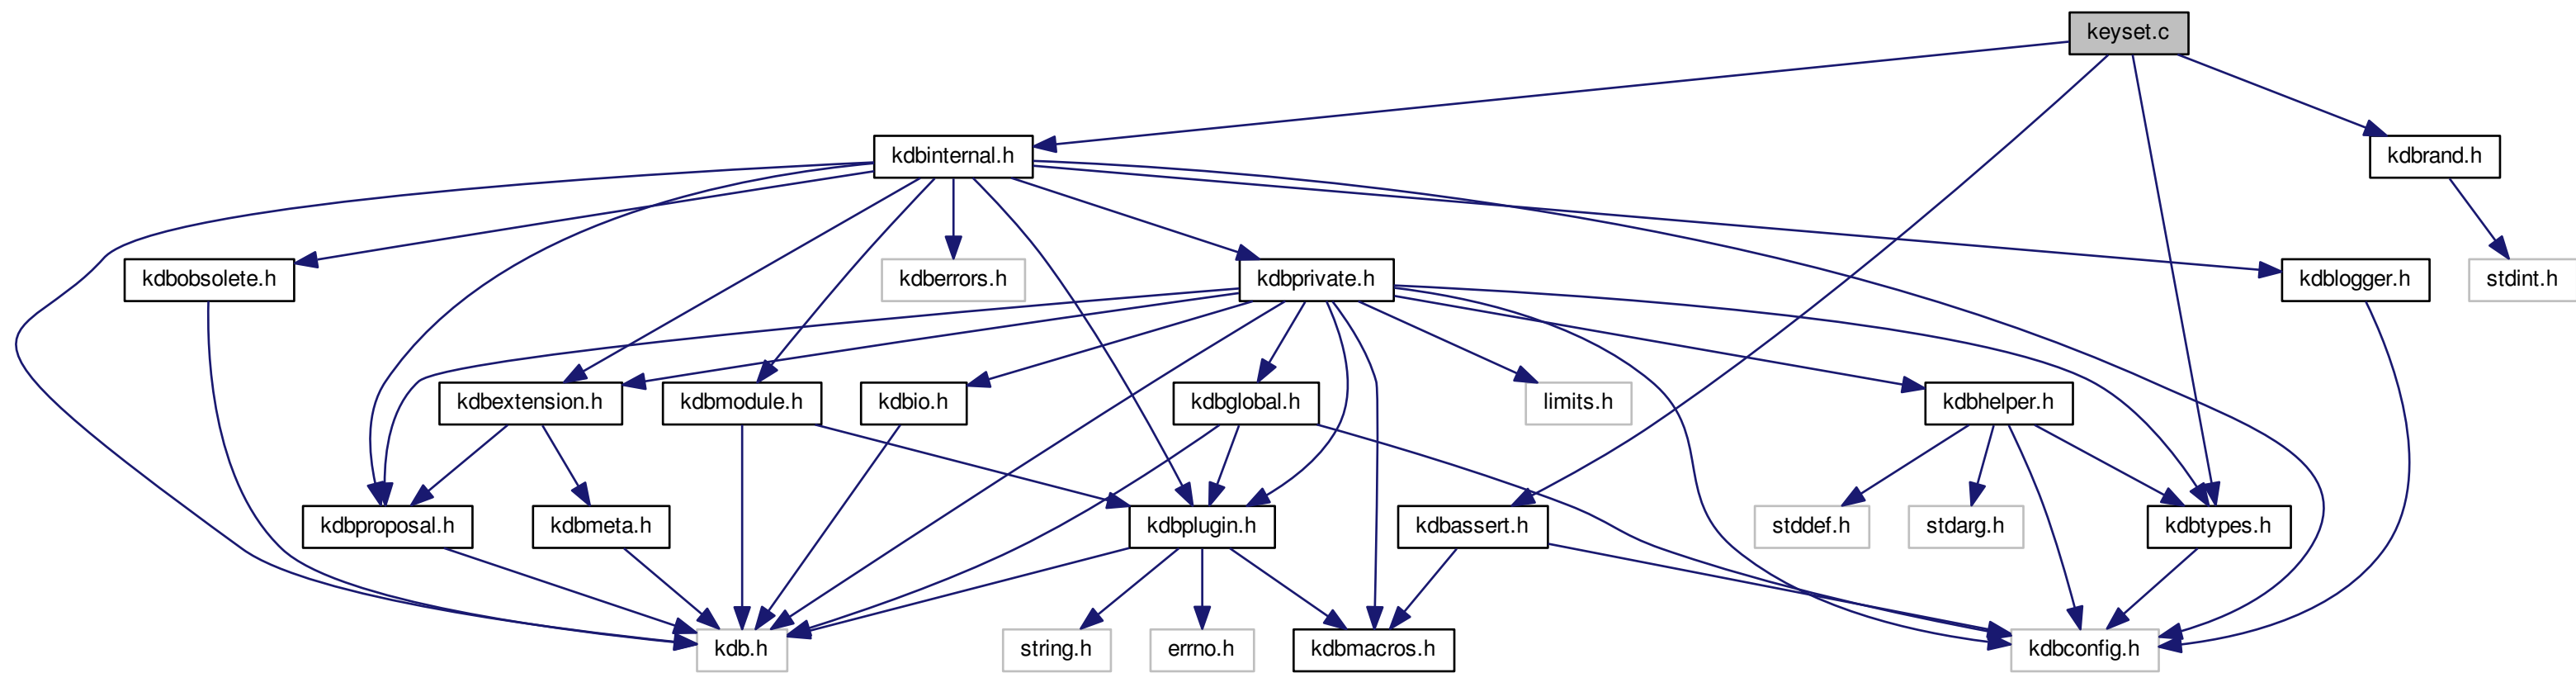 keyset.c
kdbinternal.h
kdbrand.h
kdbobsolete.h
kdberrors.h
kdbprivate.h
kdblogger.h
stdint.h
kdbextension.h
kdbmodule.h
kdbio.h
kdbglobal.h
limits.h
kdbhelper.h
kdbproposal.h
kdbmeta.h
kdbplugin.h
kdbassert.h
stddef.h
stdarg.h
kdbtypes.h
kdb.h
string.h
errno.h
kdbmacros.h
kdbconfig.h